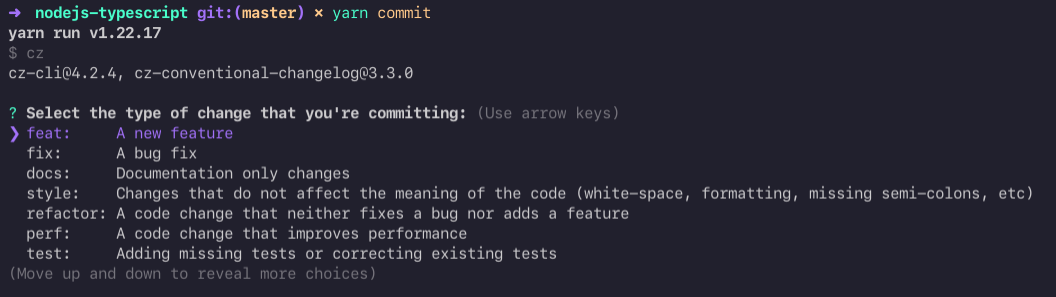 ➜ nodejs-typescript git:(master) × yarn commit
yarn run v1.22.17
$ cz
cz-cli@4.2.4, cz-conventional-changelog@3.3.0
? Select the type of change that you're committing: (Use arrow keys)
❯ feat: A new feature
fix: A bug fix
docs: Documentation only changes
style: Changes that do not affect the meaning of the code (white-space, formatting, missing semi-colons, etc)
refactor: A code change that neither fixes a bug nor adds a feature
perf: A code change that improves performance
test: Adding missing tests or correcting existing tests
(Move up and down to reveal more choices)